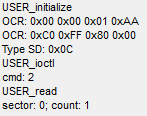 USER_initialize
OCR: 0x00 0x00 0x01 0xAA
OCR: 0xC0 0xFF 0x80 0x00
Type SD: 0x0C
USER_ioctl
cmd: 2
USER_read
sector: 0; count: 1